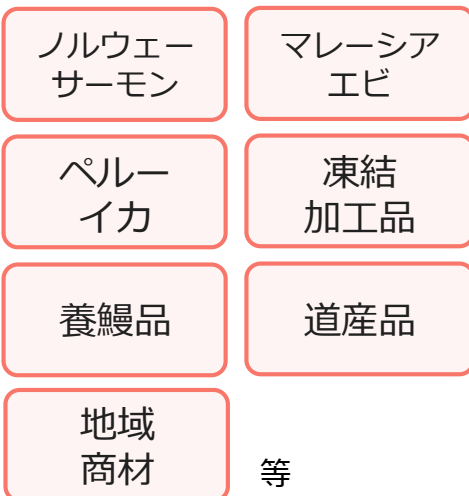 ノルウェー
サーモン
マレーシア
エビ
ペルー
イカ
凍結
加工品
養鰻品
道産品
地域
商材
等